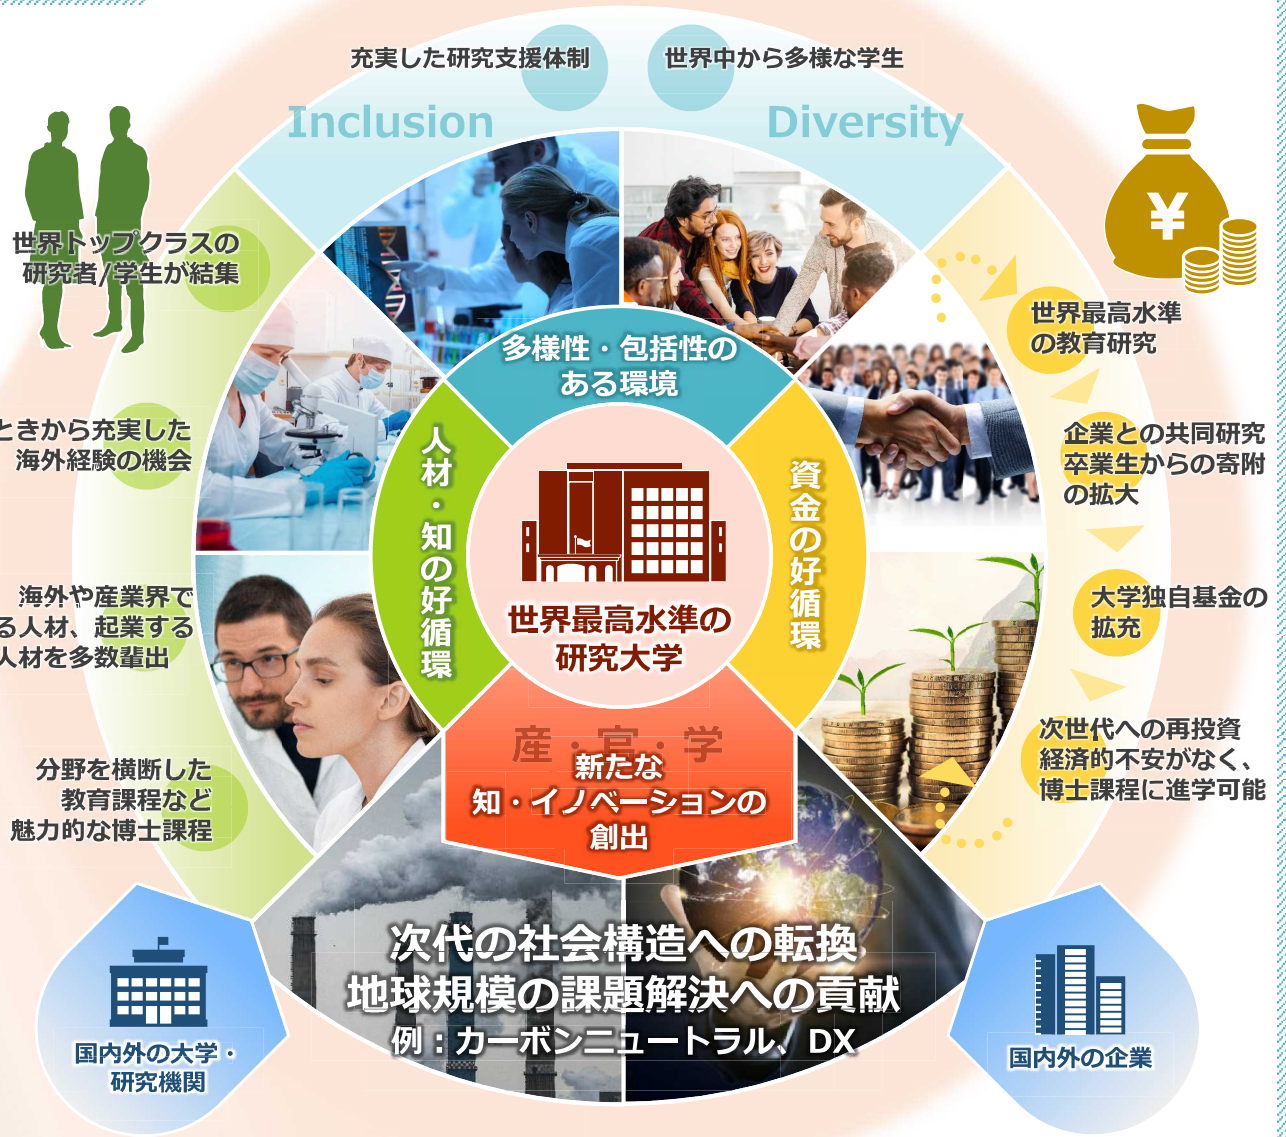 充実した研究支援体制
世界中から多様な学生
Inclusion
Diversity
世界トップクラスの
研究者/学生が結集
ときから充実した
海外経験の機会
海外や産業界で
る人材、起業する
人材を多数輩出
分野を横断した
教育課程など
魅力的な博士課程
多様性・包括性の
ある環境
人材・知の好循環
資金の好循環
世界最高水準の
研究大学
産・官・学
新たな
知・イノベーションの
創出
¥
世界最高水準
の教育研究
企業との共同研究
卒業生からの寄附
の拡大
大学独自基金の
拡充
次世代への再投資
経済的不安がなく、
博士課程に進学可能
次代の社会構造への転換
地球規模の課題解決への貢献
例：カーボンニュートラル、DX
国内外の大学・
研究機関
国内外の企業